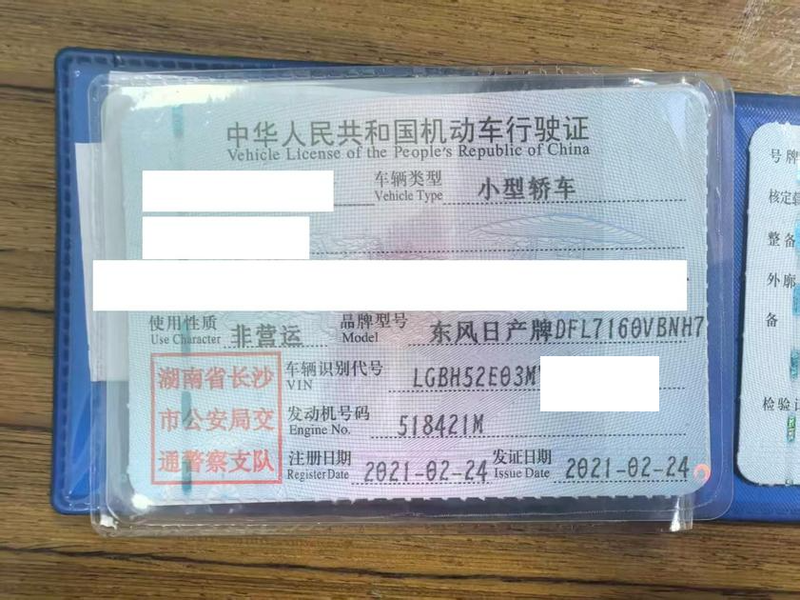 中华人民共和国机动车行驶证
Vehicle License of the People's Republic of China
车辆类型 小型轿车
Vehicle Type
使用性质 非营运 品牌型号 东风日产牌DFL7160VBNH7
Use Character Model
车辆识别代号 LGBH52E03M
VIN
发动机号码 518421M
Engine No.
湖南省长沙
市公安局交
通警察支队
注册日期 2021-02-24 发证日期 2021-02-24
Register Date Issue Date
号牌
核定载
整备
外廓
备
检验记